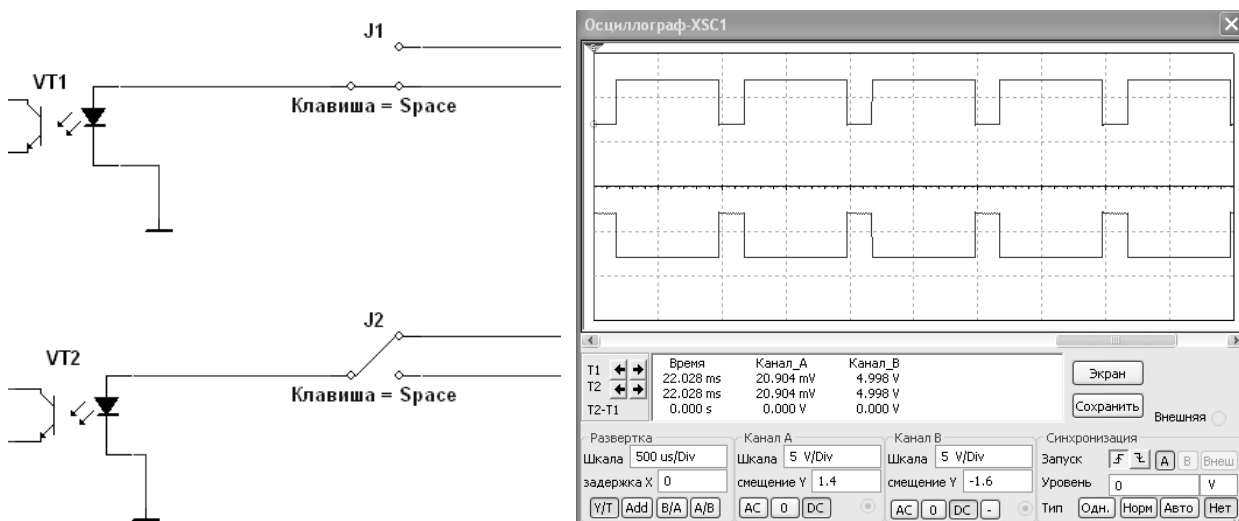 J1
VT1
Клавиша = Space
J2
VT2
Клавиша = Space
Осциллограф-XSC1
Время Канал_A Канал_B
T1 22.028 ms 20.904 mV 4.998 V
T2 22.028 ms 20.904 mV 4.998 V
T2-T1 0.000 s 0.000 V 0.000 V
Экран
Сохранить
Внешняя
Развертка
Шкала 500 us/Div
задержка X 0
Y/T Add B/A A/B
Канал A
Шкала 5 V/Div
смещение Y 1.4
AC 0 DC
Канал B
Шкала 5 V/Div
смещение Y -1.6
AC 0 DC -
Синхронизация
Запуск A B Внеш
Уровень 0 V
Тип Одн. Норм Авто Нет